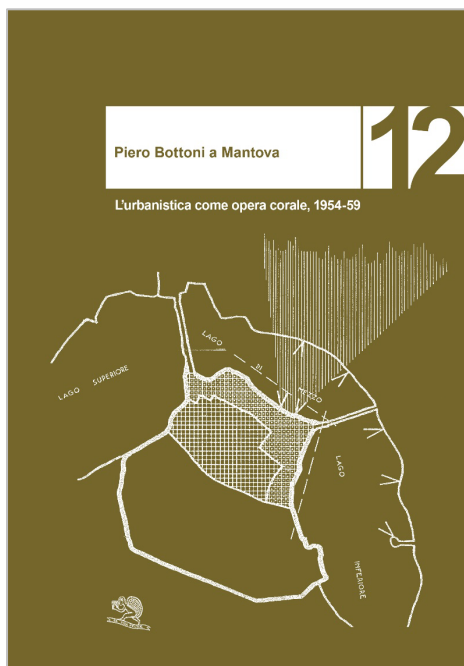 Piero Bottoni a Mantova
12
L'urbanistica come opera corale, 1954-59
LAGO DI MEZZO
LAGO SUPERIORE
LAGO
INFERIORE